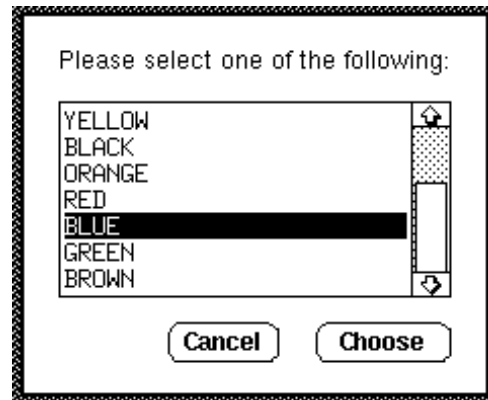 Please select one of the following:
YELLOW
BLACK
ORANGE
RED
BLUE
GREEN
BROWN
Cancel Choose